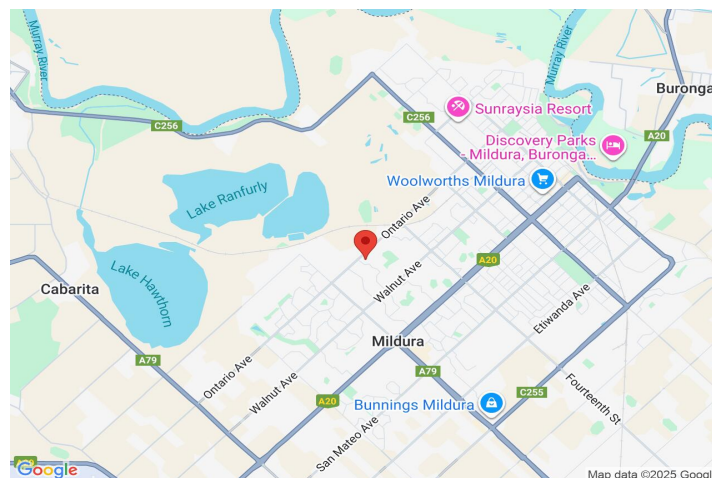 Murray River
Murray River
Buronga
Sunraysia Resort
C256
C256
A20
Discovery Parks
- Mildura, Buronga...
Woolworths Mildura
Lake Ranfurly
Ontario Ave
A20
Lake Hawthorn
Walnut Ave
Cabarita
Etiwanda Ave
Mildura
A79
A79
Ontario Ave
Walnut Ave
A20
C255
Fourteenth St
Bunnings Mildura
San Mateo Ave
Google
Map data ©2025 Googl